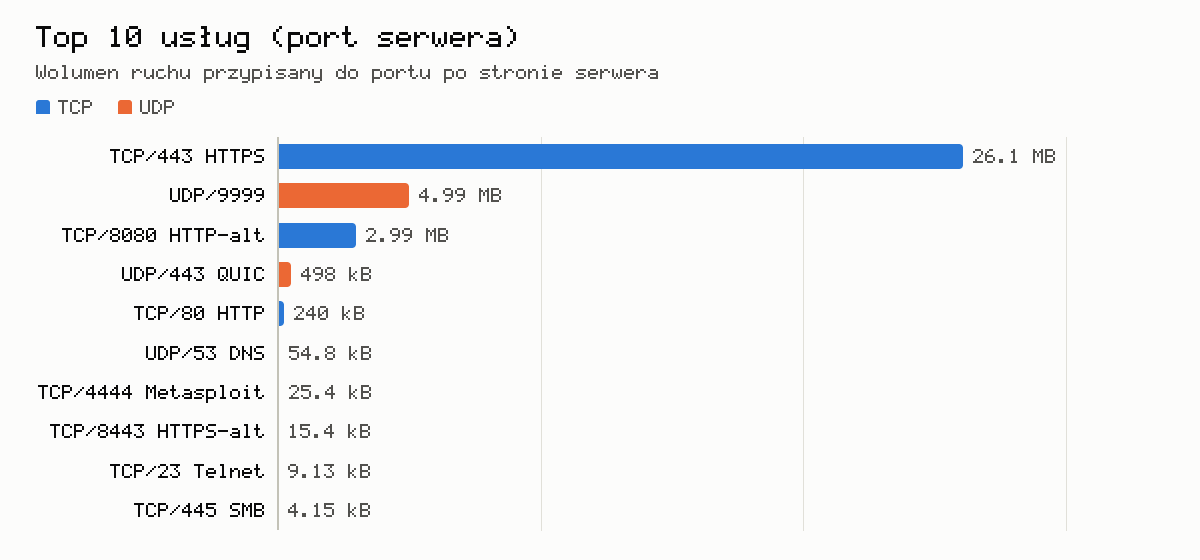 Top 10 usług (port serwera)
Wolumen ruchu przypisany do portu po stronie serwera
TCP UDP
TCP/443 HTTPS 26.1 MB
UDP/9999 4.99 MB
TCP/8080 HTTP-alt 2.99 MB
UDP/443 QUIC 498 kB
TCP/80 HTTP 240 kB
UDP/53 DNS 54.8 kB
TCP/4444 Metasploit 25.4 kB
TCP/8443 HTTPS-alt 15.4 kB
TCP/23 Telnet 9.13 kB
TCP/445 SMB 4.15 kB